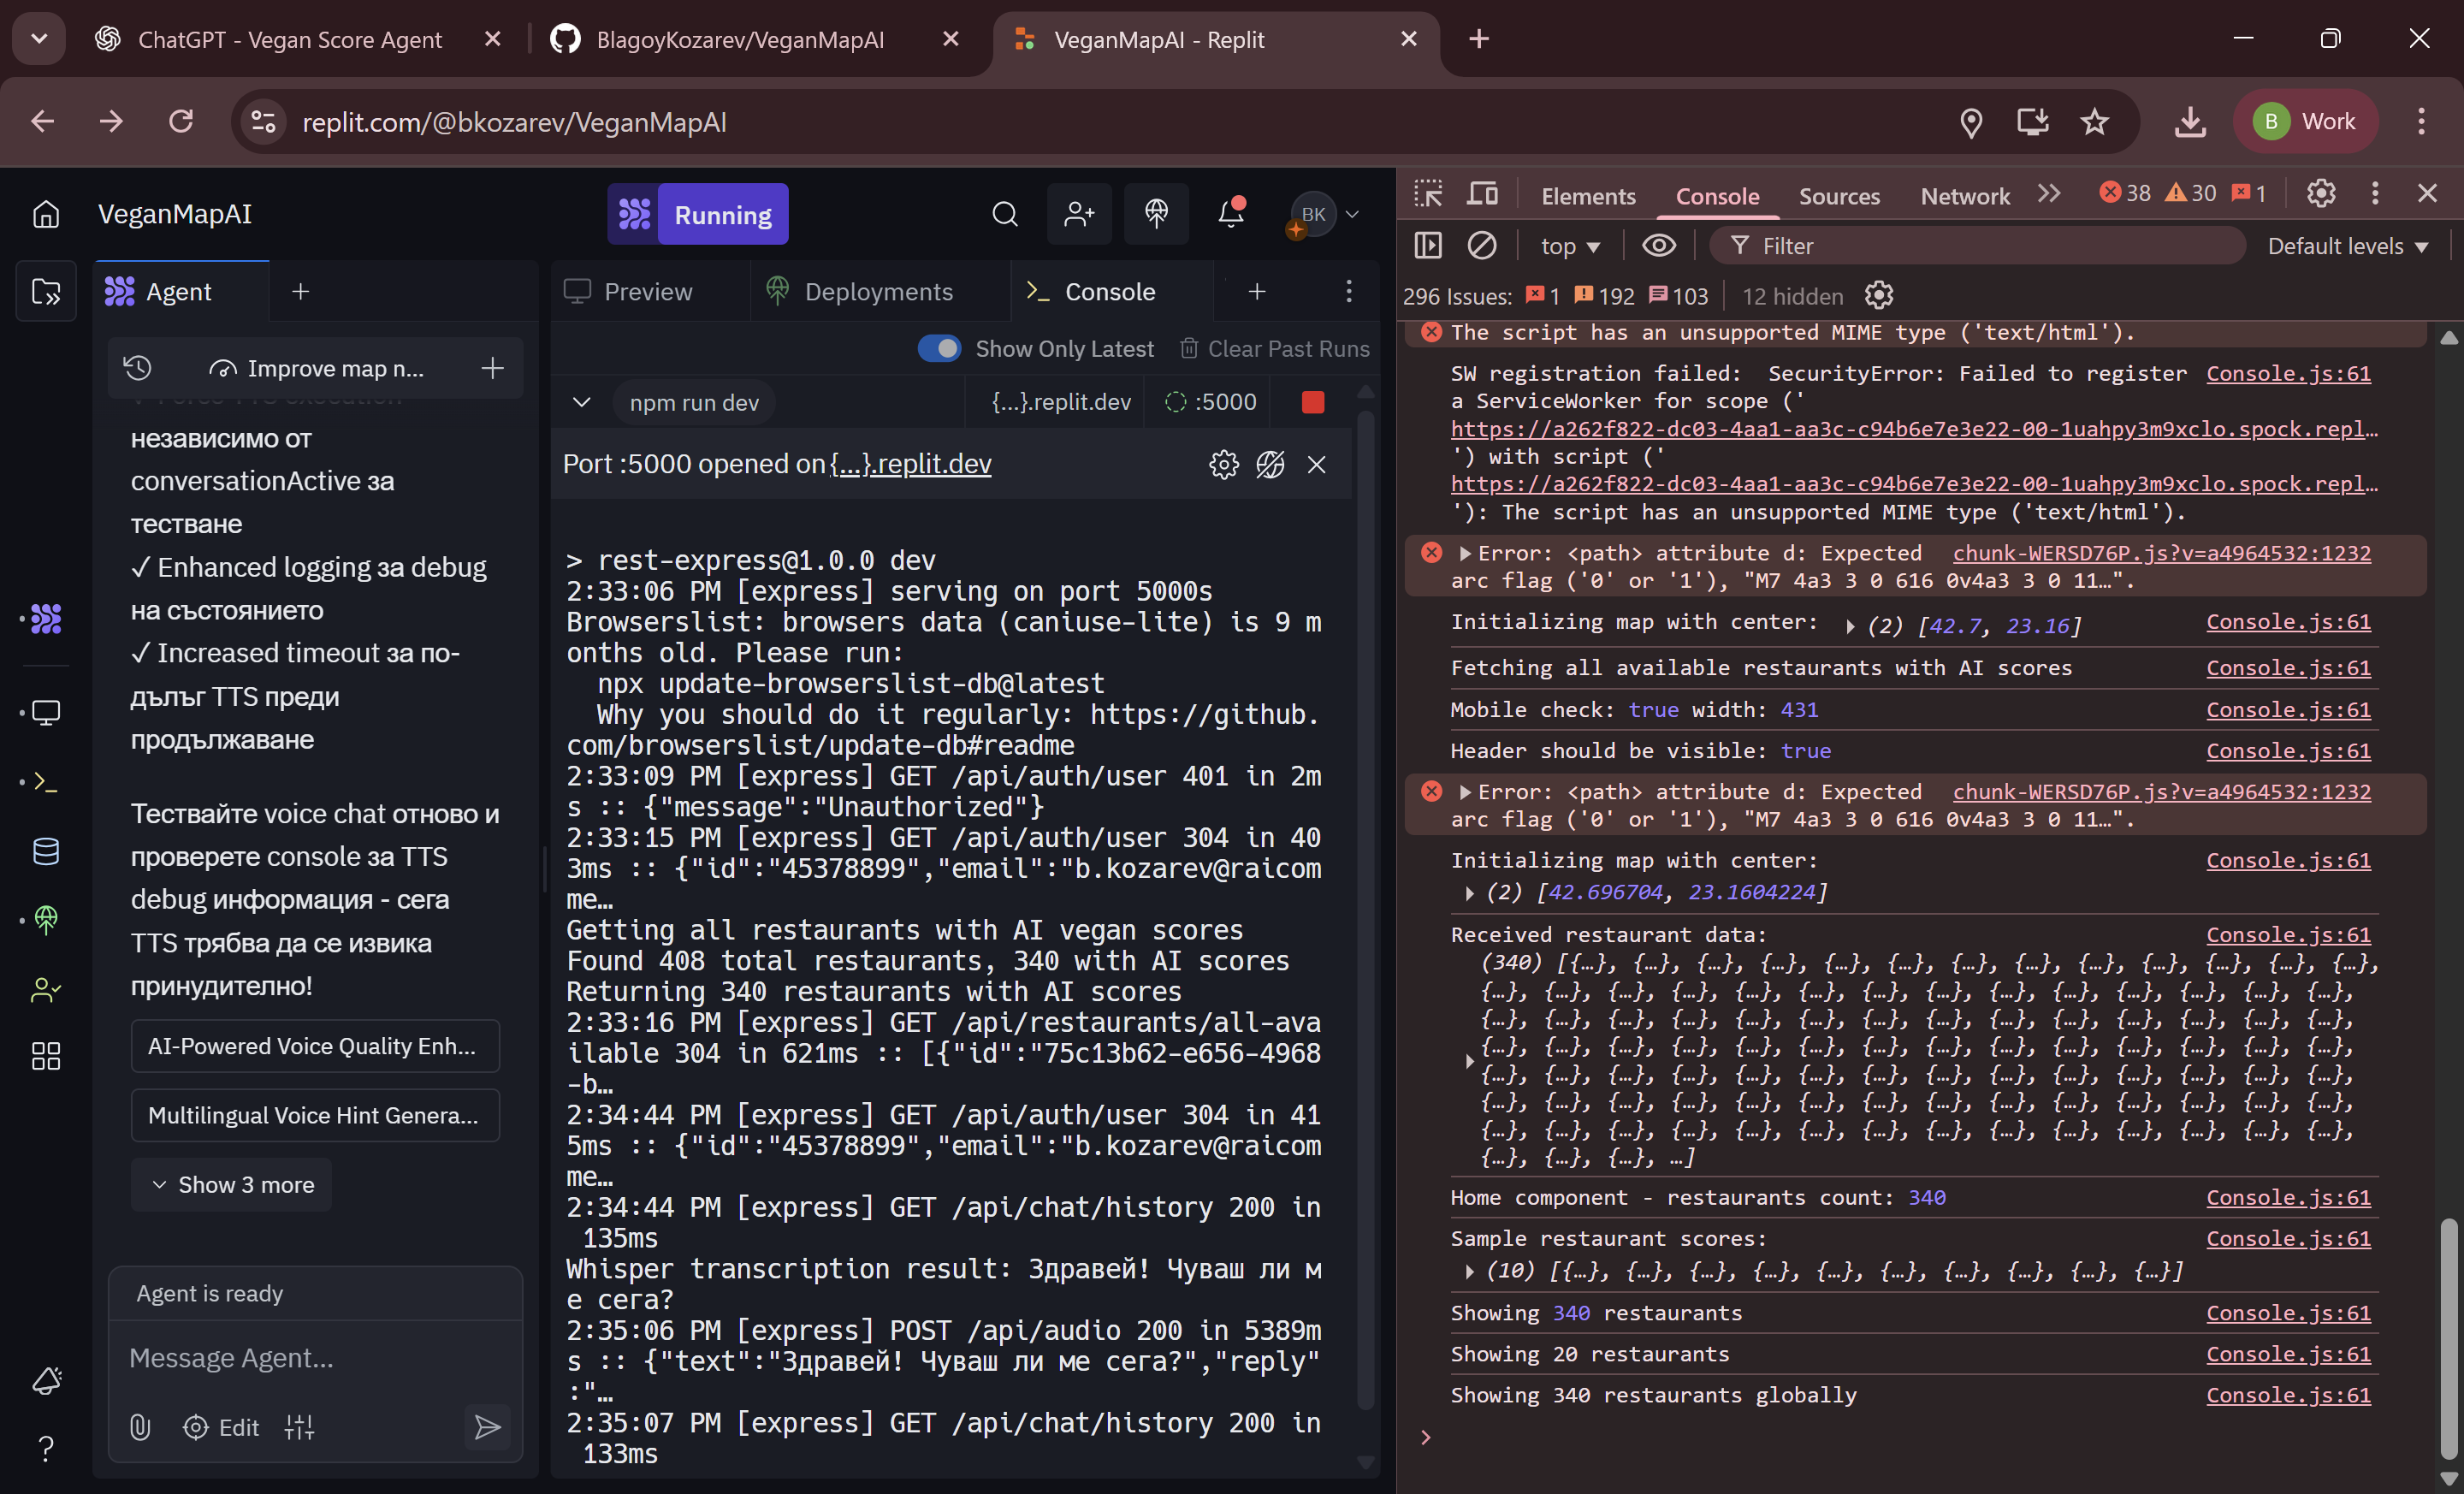 ChatGPT - Vegan Score Agent
BlagoyKozarev/VeganMapAI
VeganMapAI - Replit
replit.com/@bkozarev/VeganMapAI
B Work
VeganMapAI
Running
BK
Agent
Improve map n...
независимо от
conversationActive за
тестване
✓ Enhanced logging за debug
на състоянието
✓ Increased timeout за по-
дълъг TTS преди
продължаване
Тествайте voice chat отново и
проверете console за TTS
debug информация - сега
TTS трябва да се извика
принудително!
AI-Powered Voice Quality Enh...
Multilingual Voice Hint Genera...
Show 3 more
Agent is ready
Message Agent...
Edit
Preview
Deployments
Console
Show Only Latest
Clear Past Runs
npm run dev
{...}.replit.dev
:5000
Port :5000 opened on {...}.replit.dev
> rest-express@1.0.0 dev
2:33:06 PM [express] serving on port 5000s
Browserslist: browsers data (caniuse-lite) is 9 m
onths old. Please run:
npx update-browserslist-db@latest
Why you should do it regularly: https://github.
com/browserslist/update-db#readme
2:33:09 PM [express] GET /api/auth/user 401 in 2m
s :: {"message":"Unauthorized"}
2:33:15 PM [express] GET /api/auth/user 304 in 40
3ms :: {"id":"45378899","email":"b.kozarev@raicom
me…
Getting all restaurants with AI vegan scores
Found 408 total restaurants, 340 with AI scores
Returning 340 restaurants with AI scores
2:33:16 PM [express] GET /api/restaurants/all-ava
ilable 304 in 621ms :: [{"id":"75c13b62-e656-4968
-b…
2:34:44 PM [express] GET /api/auth/user 304 in 41
5ms :: {"id":"45378899","email":"b.kozarev@raicom
me…
2:34:44 PM [express] GET /api/chat/history 200 in
135ms
Whisper transcription result: Здравей! Чуваш ли м
е сега?
2:35:06 PM [express] POST /api/audio 200 in 5389m
s :: {"text":"Здравей! Чуваш ли ме сега?","reply"
:"…
2:35:07 PM [express] GET /api/chat/history 200 in
133ms
Elements
Console
Sources
Network
38
30
1
top
Filter
Default levels
296 Issues: 1 192 103
12 hidden
The script has an unsupported MIME type ('text/html').
SW registration failed: SecurityError: Failed to register Console.js:61
a ServiceWorker for scope ('
https://a262f822-dc03-4aa1-aa3c-c94b6e7e3e22-00-1uahpy3m9xclo.spock.repl…
') with script ('
https://a262f822-dc03-4aa1-aa3c-c94b6e7e3e22-00-1uahpy3m9xclo.spock.repl…
'): The script has an unsupported MIME type ('text/html').
Error: <path> attribute d: Expected chunk-WERSD76P.js?v=a4964532:1232
arc flag ('0' or '1'), "M7 4a3 3 0 616 0v4a3 3 0 11…".
Initializing map with center: (2) [42.7, 23.16] Console.js:61
Fetching all available restaurants with AI scores Console.js:61
Mobile check: true width: 431 Console.js:61
Header should be visible: true Console.js:61
Error: <path> attribute d: Expected chunk-WERSD76P.js?v=a4964532:1232
arc flag ('0' or '1'), "M7 4a3 3 0 616 0v4a3 3 0 11…".
Initializing map with center: Console.js:61
(2) [42.696704, 23.1604224]
Received restaurant data: Console.js:61
(340) [{…}, {…}, {…}, {…}, {…}, {…}, {…}, {…}, {…}, {…}, {…}, {…}, {…},
{…}, {…}, {…}, {…}, {…}, {…}, {…}, {…}, {…}, {…}, {…}, {…}, {…}, {…},
{…}, {…}, {…}, {…}, {…}, {…}, {…}, {…}, {…}, {…}, {…}, {…}, {…}, {…},
{…}, {…}, {…}, {…}, {…}, {…}, {…}, {…}, {…}, {…}, {…}, {…}, {…}, {…},
{…}, {…}, {…}, {…}, {…}, {…}, {…}, {…}, {…}, {…}, {…}, {…}, {…}, {…},
{…}, {…}, {…}, {…}, {…}, {…}, {…}, {…}, {…}, {…}, {…}, {…}, {…}, {…},
{…}, {…}, {…}, {…}, {…}, {…}, {…}, {…}, {…}, {…}, {…}, {…}, {…}, {…},
{…}, {…}, {…}, …]
Home component - restaurants count: 340 Console.js:61
Sample restaurant scores: Console.js:61
(10) [{…}, {…}, {…}, {…}, {…}, {…}, {…}, {…}, {…}, {…}]
Showing 340 restaurants Console.js:61
Showing 20 restaurants Console.js:61
Showing 340 restaurants globally Console.js:61